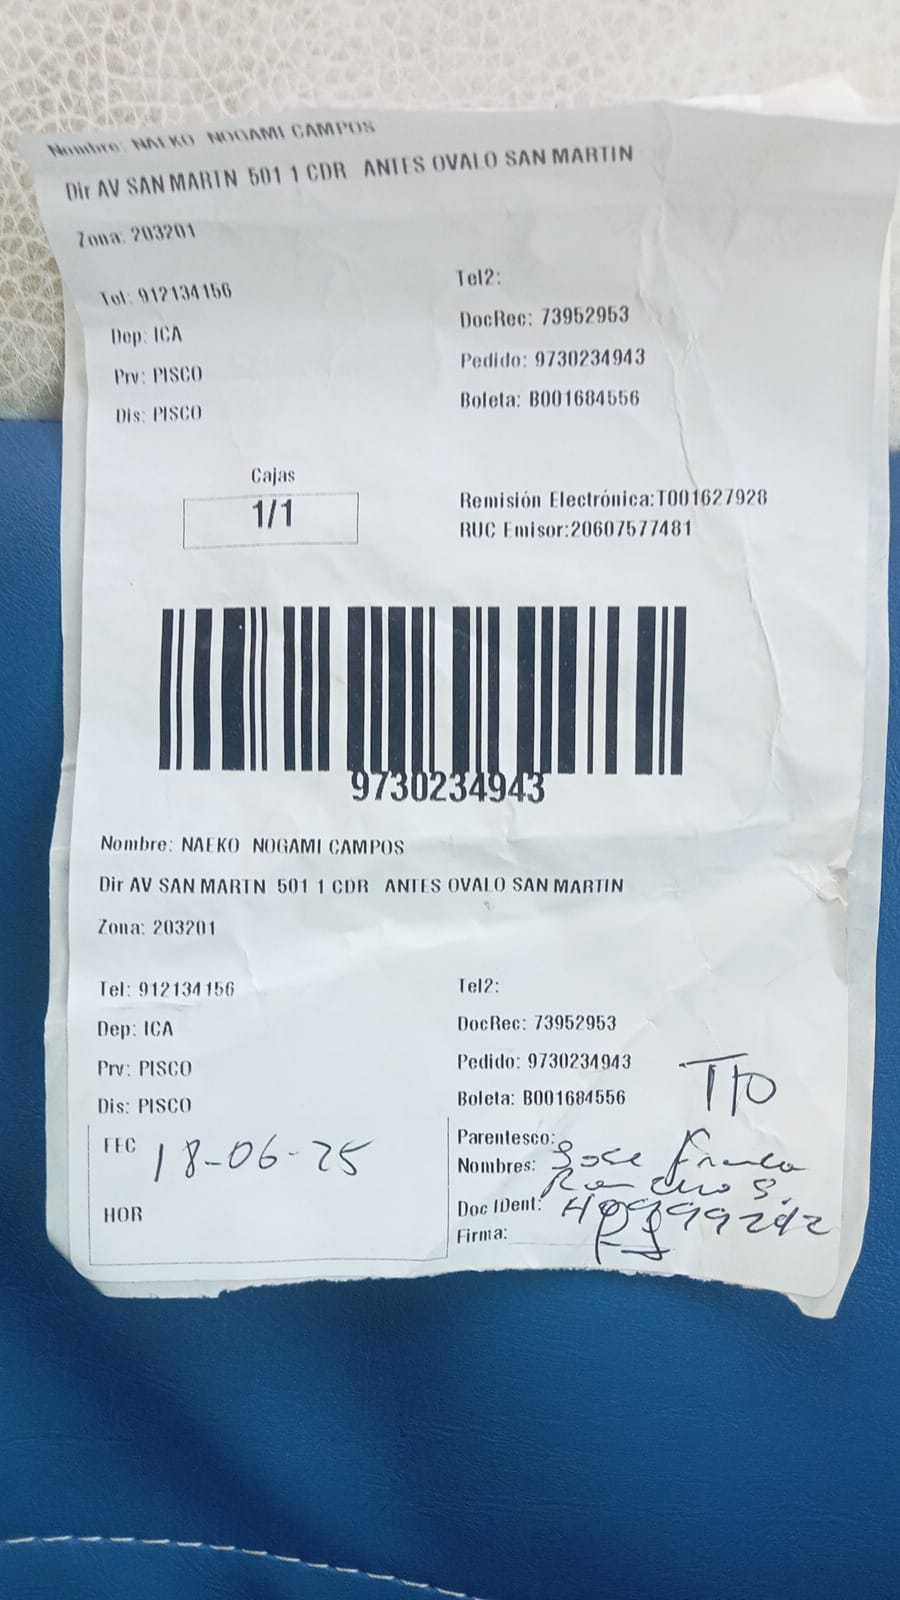 Nombre: NAEKO NOGAMI CAMPOS
Dir AV SAN MARTN 501 1 CDR ANTES OVALO SAN MARTIN
Zona: 203201
Tel: 912134156
Tel2:
Dep: ICA
DocRec: 73952953
Prv: PISCO
Pedido: 9730234943
Dis: PISCO
Boleta: B001684556
Cajas
1/1
Remisión Electrónica:T001627928
RUC Emisor:20607577481
9730234943
Nombre: NAEKO NOGAMI CAMPOS
Dir AV SAN MARTN 501 1 CDR ANTES OVALO SAN MARTIN
Zona: 203201
Tel: 912134156
Tel2:
Dep: ICA
DocRec: 73952953
Prv: PISCO
Pedido: 9730234943
Dis: PISCO
Boleta: B001684556
TIO
FEC 18-06-25
Parentesco:
Nombres: Jose
HOR
Doc IDent:
Firma: